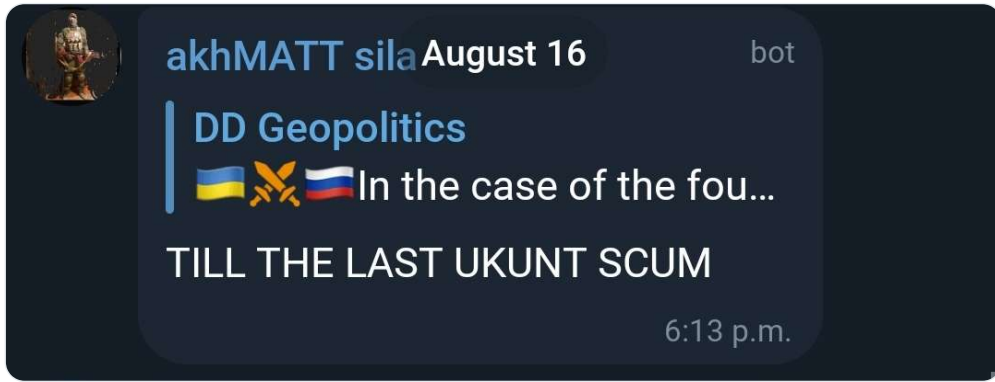 akhMATT sila August 16 bot
DD Geopolitics
🇺🇦⚔️🇷🇺In the case of the fou...
TILL THE LAST UKUNT SCUM
6:13 p.m.